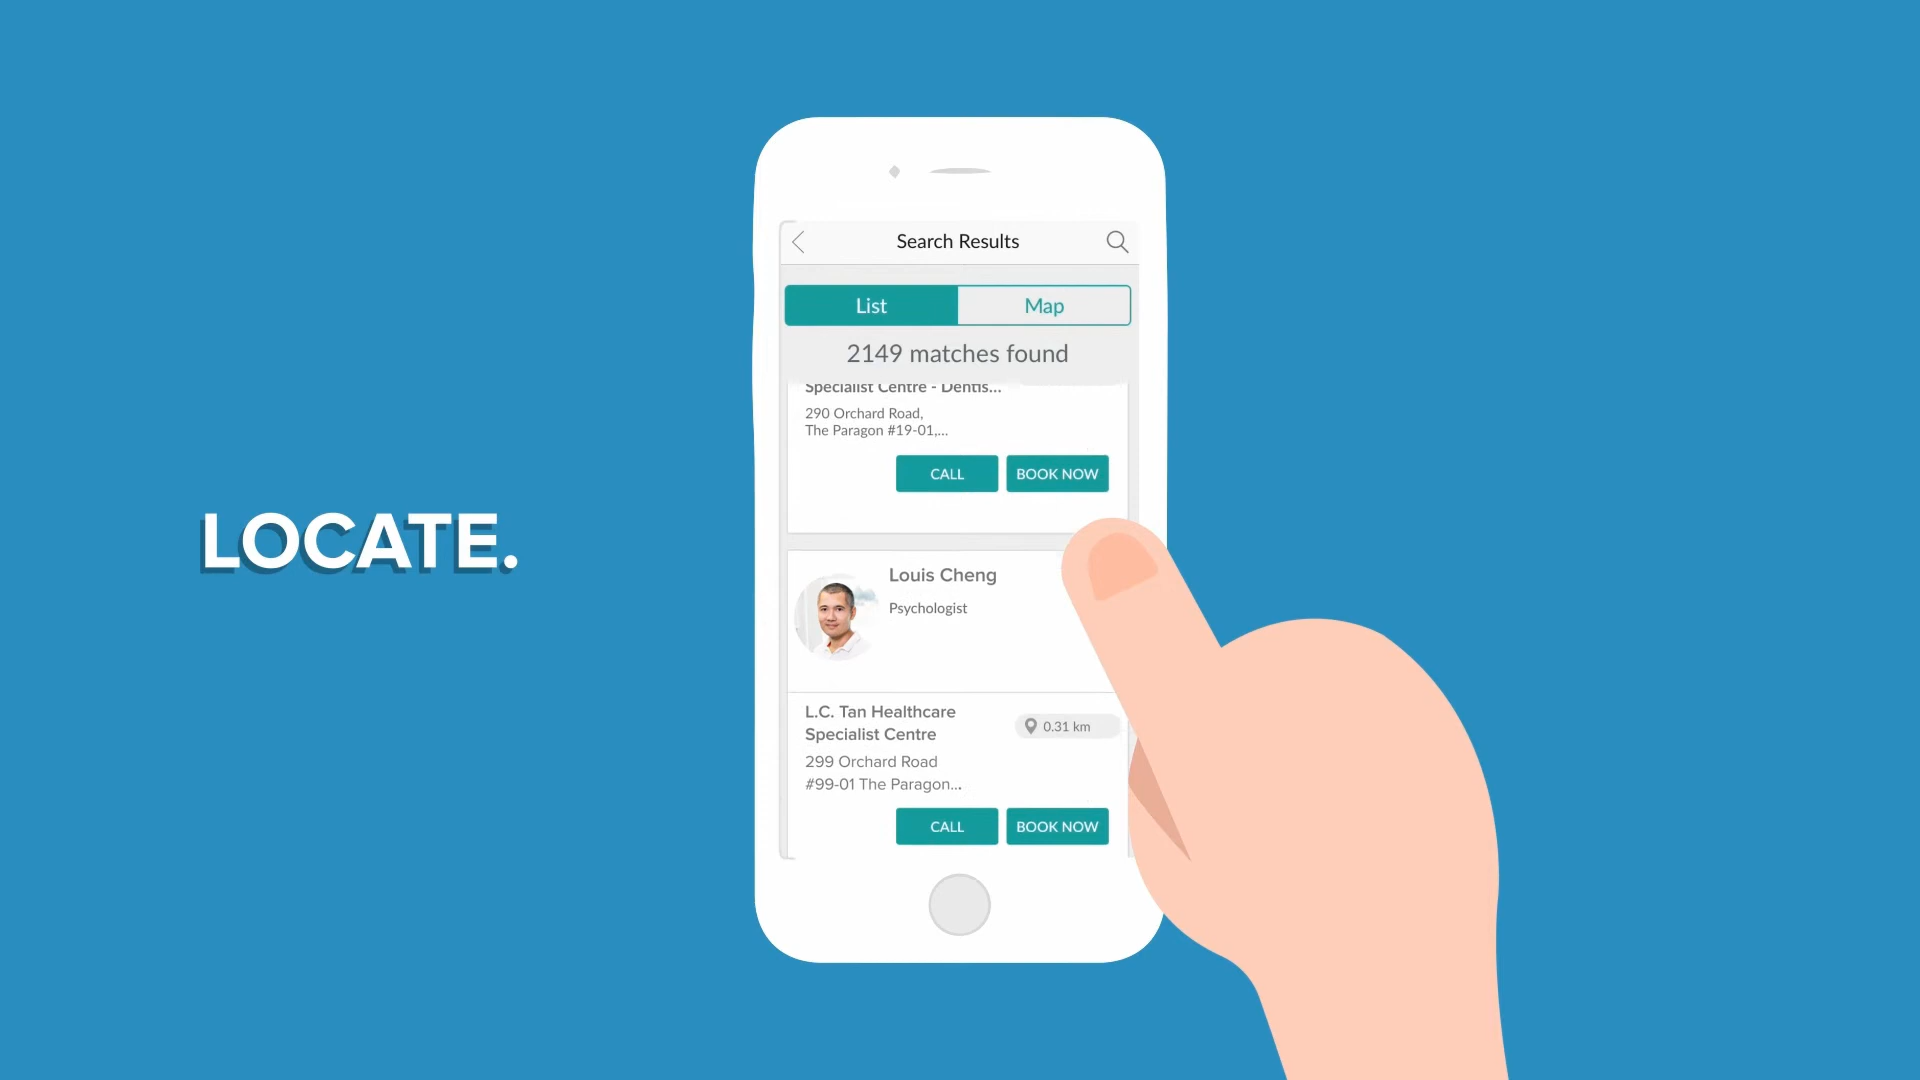 LOCATE.
Search Results
List
Map
2149 matches found
Specialist Centre - Dentis...
290 Orchard Road,
The Paragon #19-01,...
CALL
BOOK NOW
Louis Cheng
Psychologist
L.C. Tan Healthcare
Specialist Centre
0.31 km
299 Orchard Road
#99-01 The Paragon...
CALL
BOOK NOW